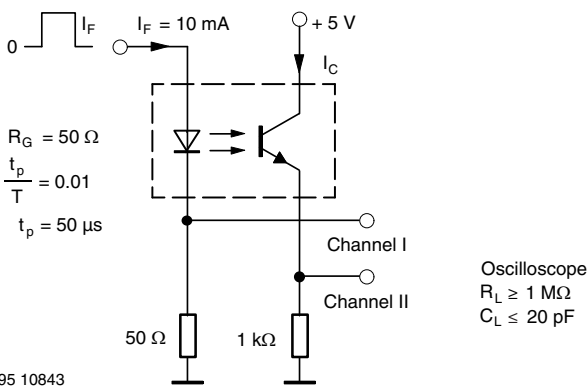 0
I_F
I_F = 10 mA
+ 5 V
I_C
R_G = 50 Ω
t_p
T
= 0.01
t_p = 50 µs
Channel I
Channel II
50 Ω
1 kΩ
Oscilloscope
R_L ≥ 1 MΩ
C_L ≤ 20 pF
95 10843